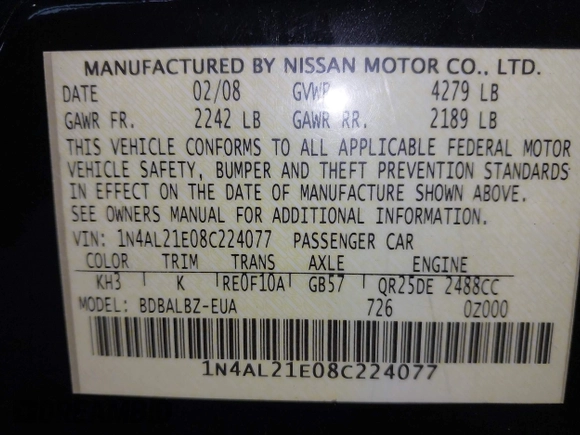 MANUFACTURED BY NISSAN MOTOR CO., LTD.
DATE 02/08 GVWR 4279 LB
GAWR FR. 2242 LB GAWR RR. 2189 LB
THIS VEHICLE CONFORMS TO ALL APPLICABLE FEDERAL MOTOR
VEHICLE SAFETY, BUMPER AND THEFT PREVENTION STANDARDS
IN EFFECT ON THE DATE OF MANUFACTURE SHOWN ABOVE.
SEE OWNERS MANUAL FOR ADDITIONAL INFORMATION.
VIN: 1N4AL21E08C224077 PASSENGER CAR
COLOR TRIM TRANS AXLE ENGINE
KH3 K RE0F10A GB57 QR25DE 2488CC
MODEL: BDBALBZ-EUA 726 0Z000
1N4AL21E08C224077